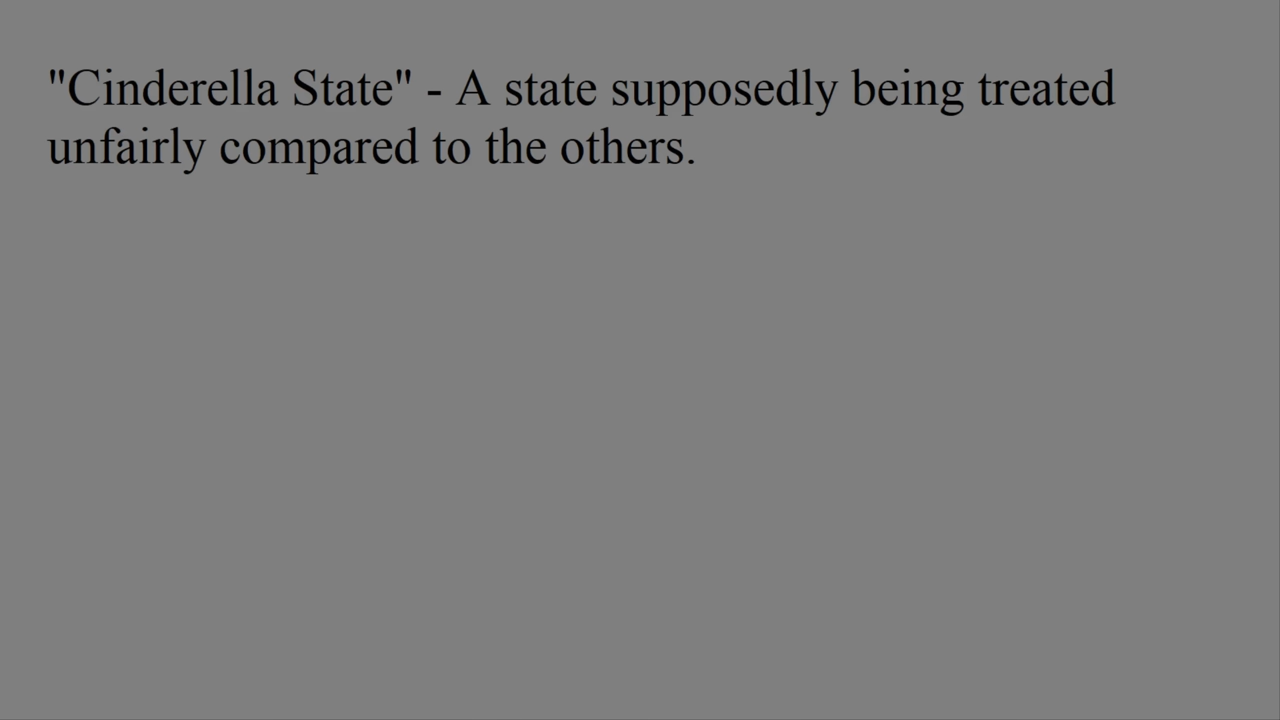 "Cinderella State" - A state supposedly being treated
unfairly compared to the others.